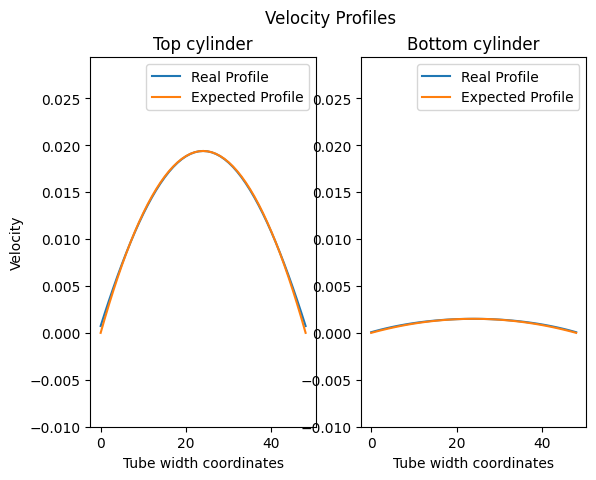 Velocity Profiles
Top cylinder
Bottom cylinder
Real Profile
Expected Profile
Real Profile
Expected Profile
Velocity
0.025
0.020
0.015
0.010
0.005
0.000
−0.005
−0.010
0.025
0.020
0.015
0.010
0.005
0.000
−0.005
−0.010
0 20 40
0 20 40
Tube width coordinates
Tube width coordinates